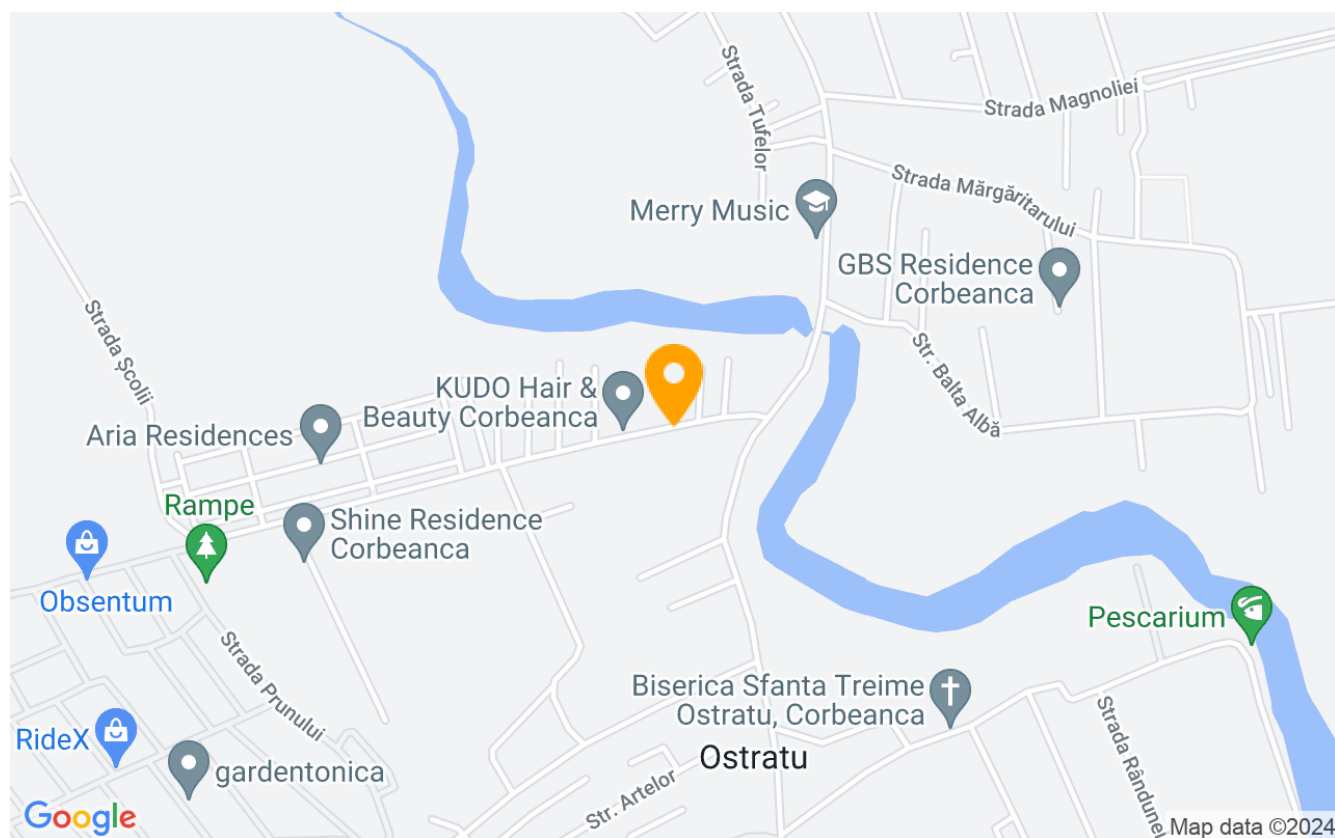 Strada Tufelor
Strada Magnoliei
Strada Mărgăritarului
Merry Music
GBS Residence
Corbeanca
Strada Școlii
Str. Balta Albă
KUDO Hair &
Beauty Corbeanca
Aria Residences
Rampe
Shine Residence
Corbeanca
Obsentum
Pescarium
Strada Prunului
Biserica Sfanta Treime
Ostratu, Corbeanca
Strada Rândunel
RideX
gardentonica
Ostratu
Str. Artelor
Google
Map data ©2024